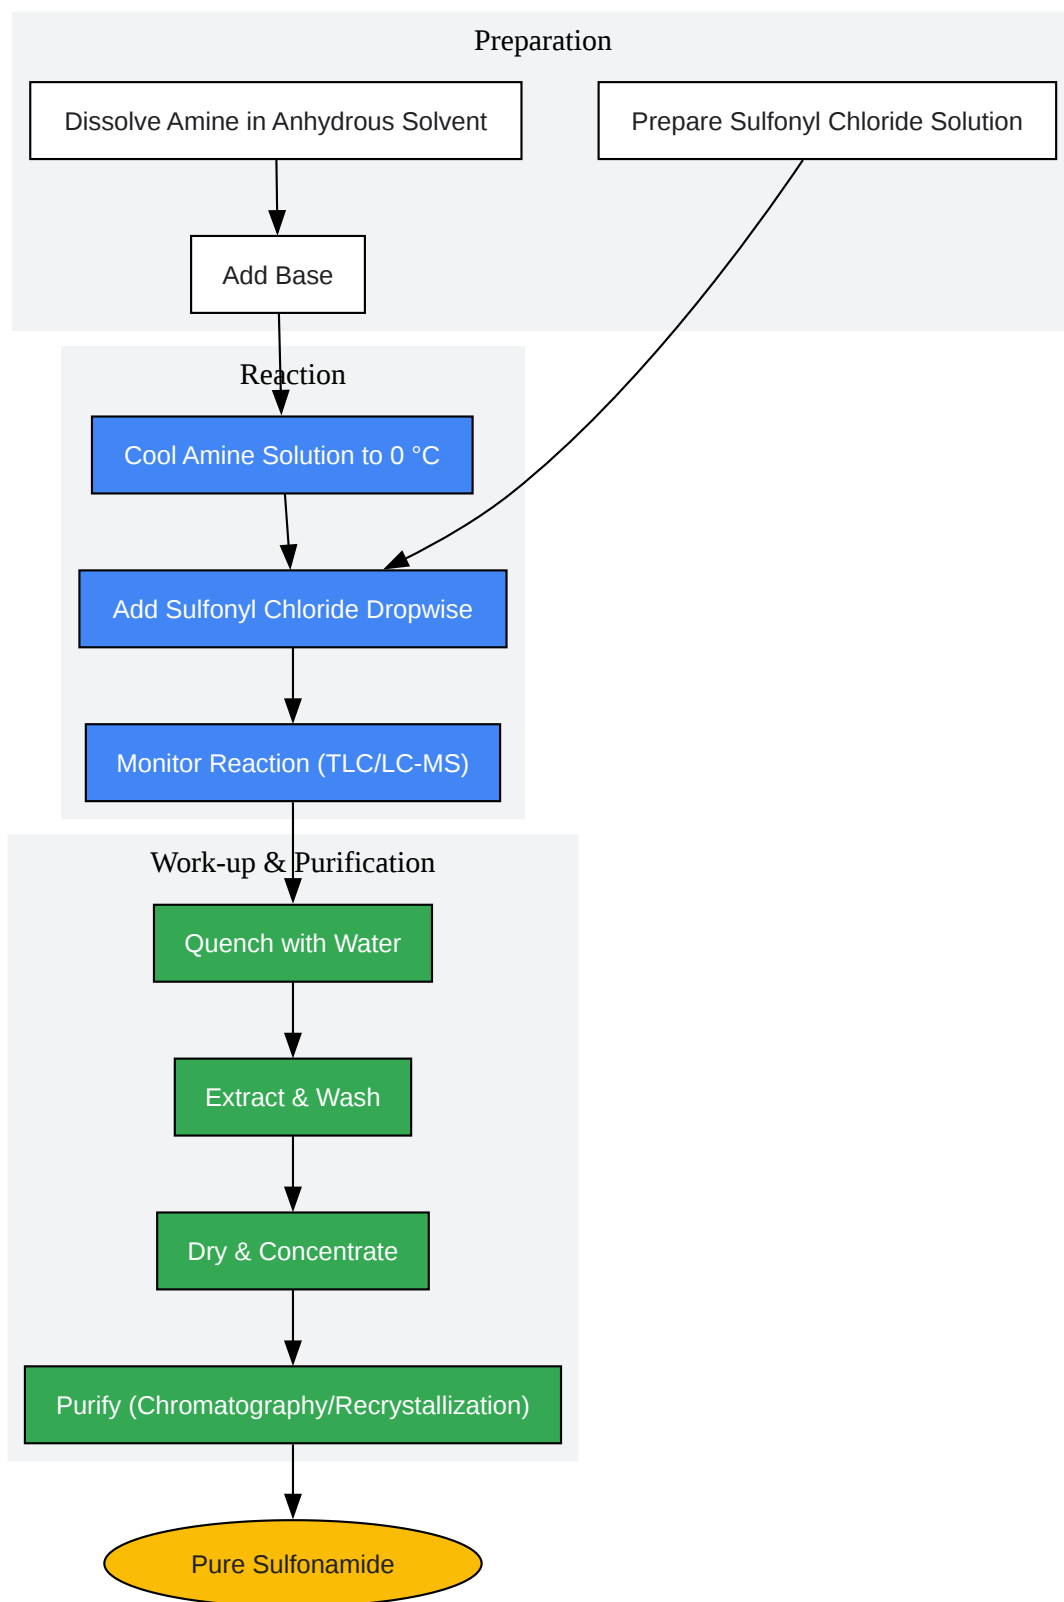 Preparation
Dissolve Amine in Anhydrous Solvent
Prepare Sulfonyl Chloride Solution
Add Base
Reaction
Cool Amine Solution to 0 °C
Add Sulfonyl Chloride Dropwise
Monitor Reaction (TLC/LC-MS)
Work-up & Purification
Quench with Water
Extract & Wash
Dry & Concentrate
Purify (Chromatography/Recrystallization)
Pure Sulfonamide